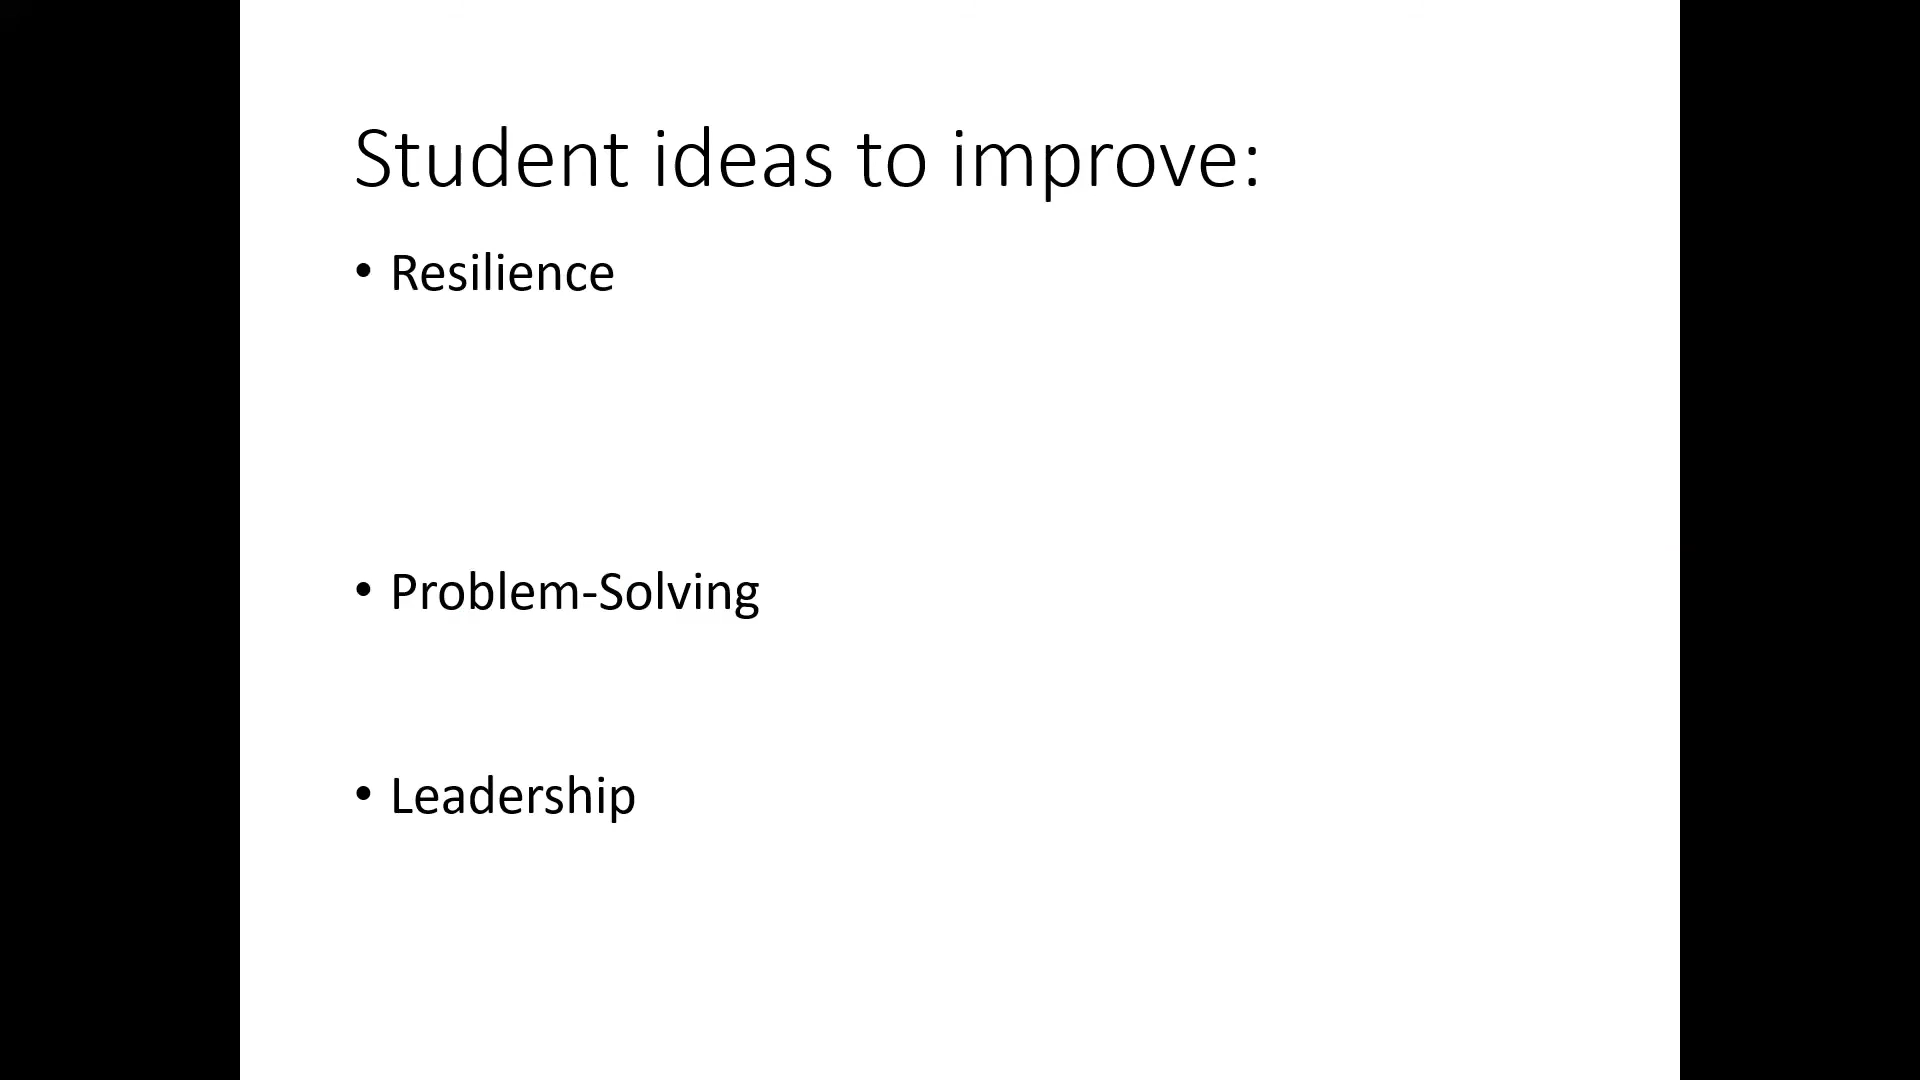 Student ideas to improve:
• Resilience
• Problem-Solving
• Leadership